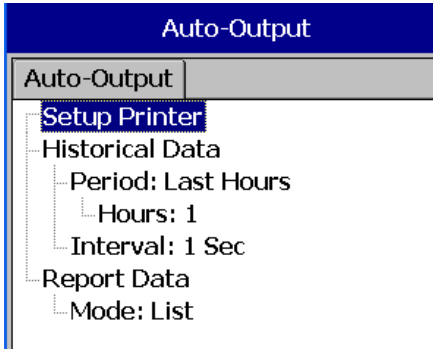 Auto-Output
Auto-Output
Setup Printer
Historical Data
Period: Last Hours
Hours: 1
Interval: 1 Sec
Report Data
Mode: List